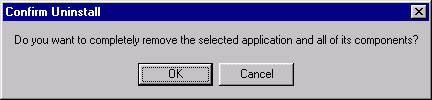 Confirm Uninstall
Do you want to completely remove the selected application and all of its components?
OK
Cancel